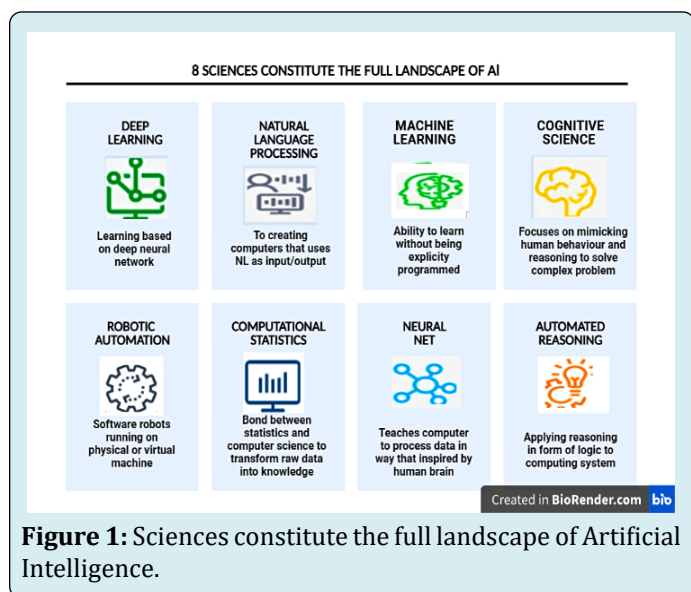 8 SCIENCES CONSTITUTE THE FULL LANDSCAPE OF AI
DEEP
LEARNING
Learning based
on deep neural
network
NATURAL
LANGUAGE
PROCESSING
To creating
computers that uses
NL as input/output
MACHINE
LEARNING
Ability to learn
without being
explicity
programmed
COGNITIVE
SCIENCE
Focuses on mimicking
human behaviour and
reasoning to solve
complex problem
ROBOTIC
AUTOMATION
Software robots
running on
physical or virtual
machine
COMPUTATIONAL
STATISTICS
Bond between
statistics and
computer science to
transform raw data
into knowledge
NEURAL
NET
Teaches computer
to process data in
way that inspired by
human brain
AUTOMATED
REASONING
Applying reasoning
in form of logic to
computing system
Created in BioRender.com bio
Figure 1: Sciences constitute the full landscape of Artificial
Intelligence.